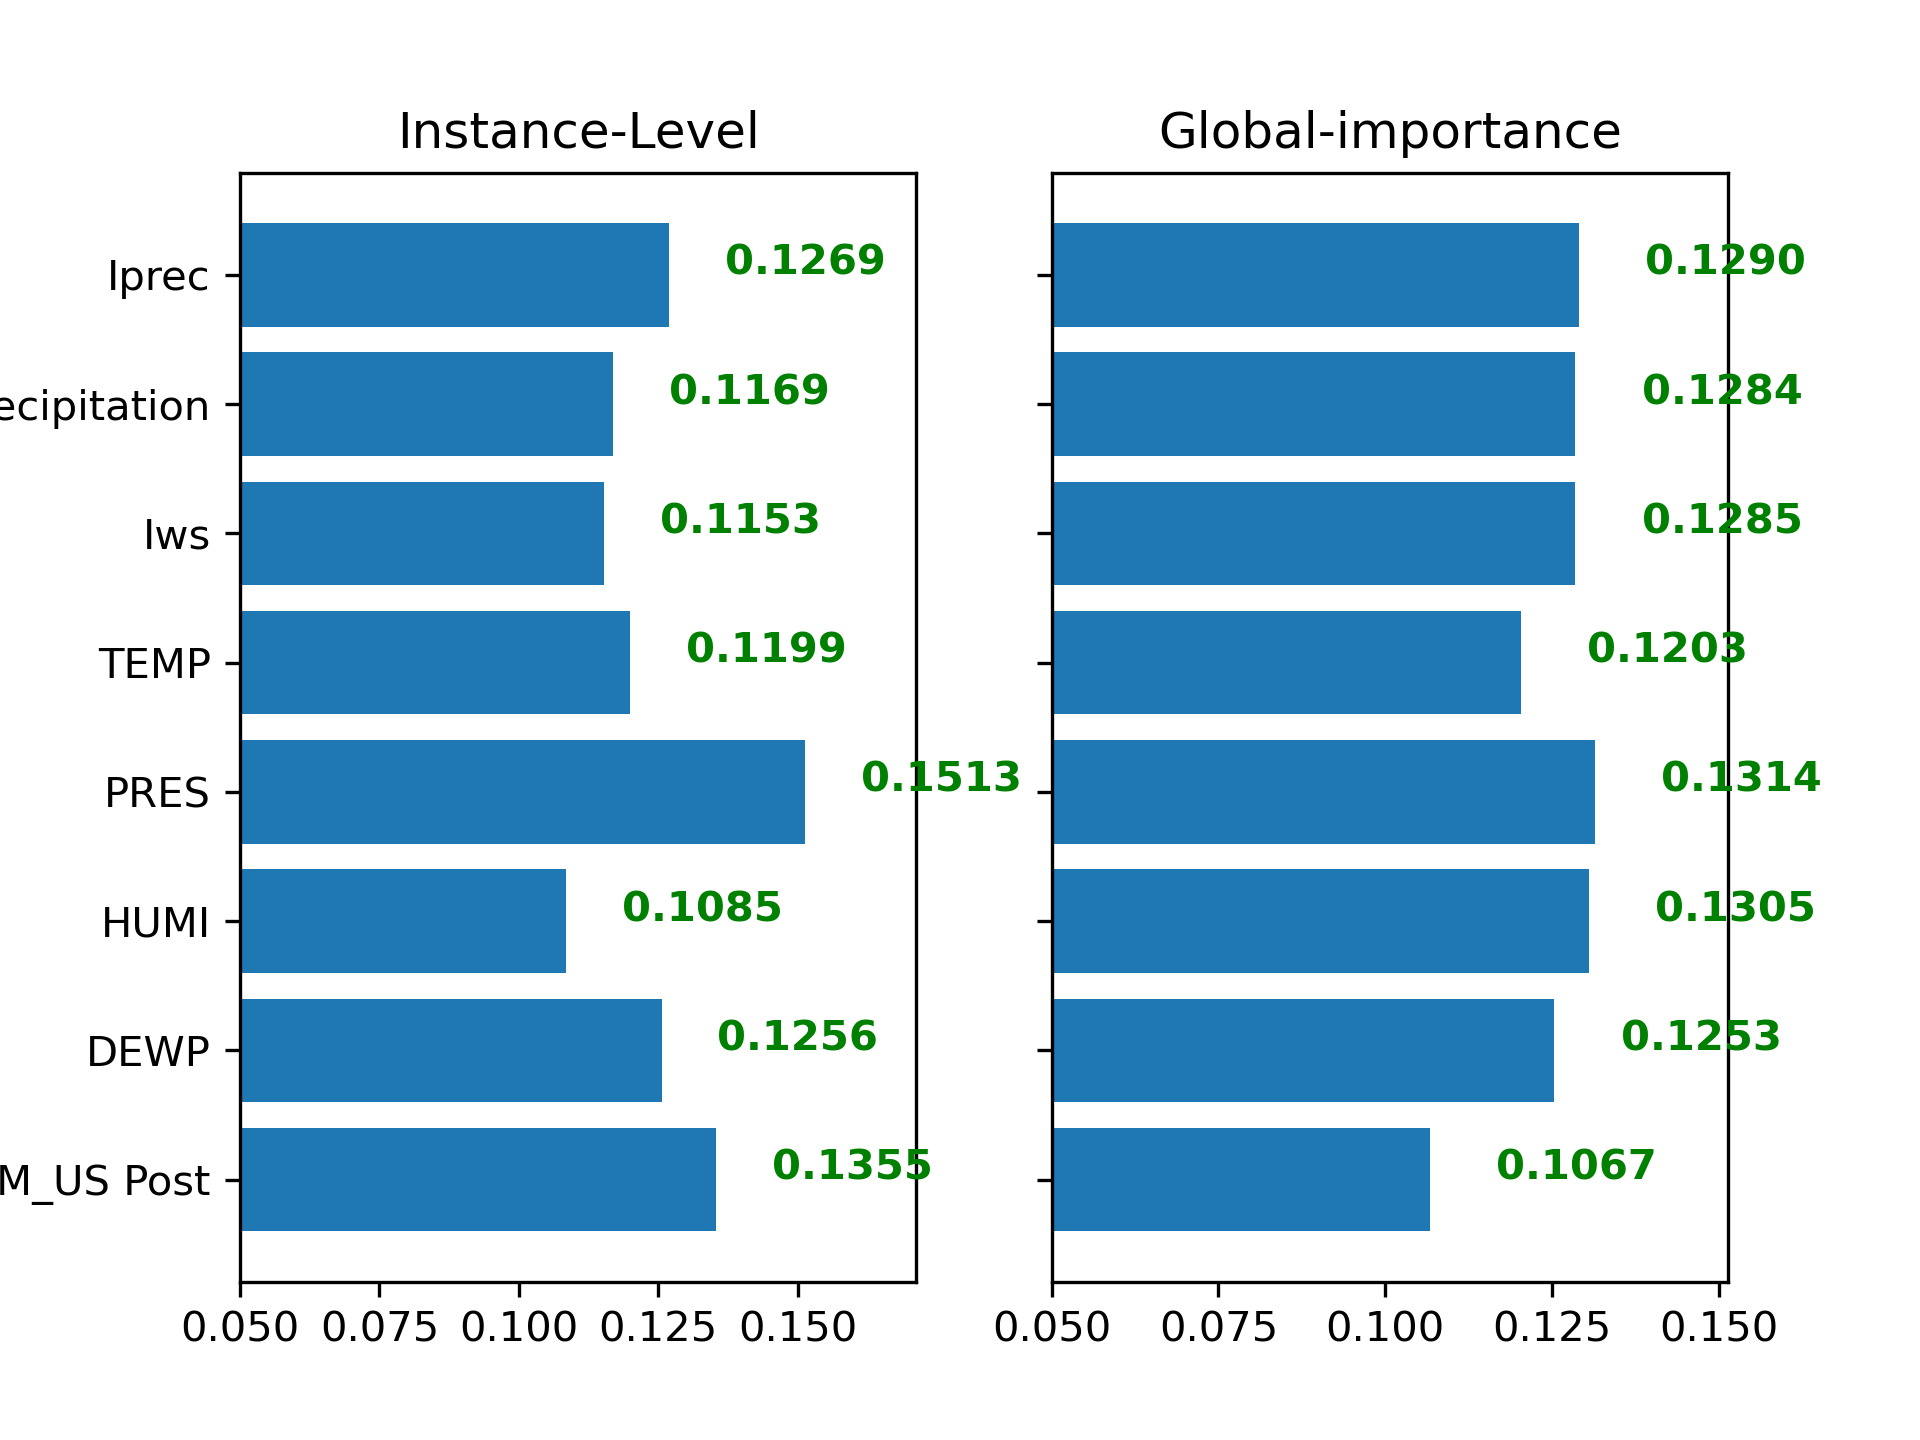 Instance-Level Global-importance
Iprec 0.1269 0.1290
ecipitation 0.1169 0.1284
Iws 0.1153 0.1285
TEMP 0.1199 0.1203
PRES 0.1513 0.1314
HUMI 0.1085 0.1305
DEWP 0.1256 0.1253
M_US Post 0.1355 0.1067
0.050 0.075 0.100 0.125 0.150 0.050 0.075 0.100 0.125 0.150